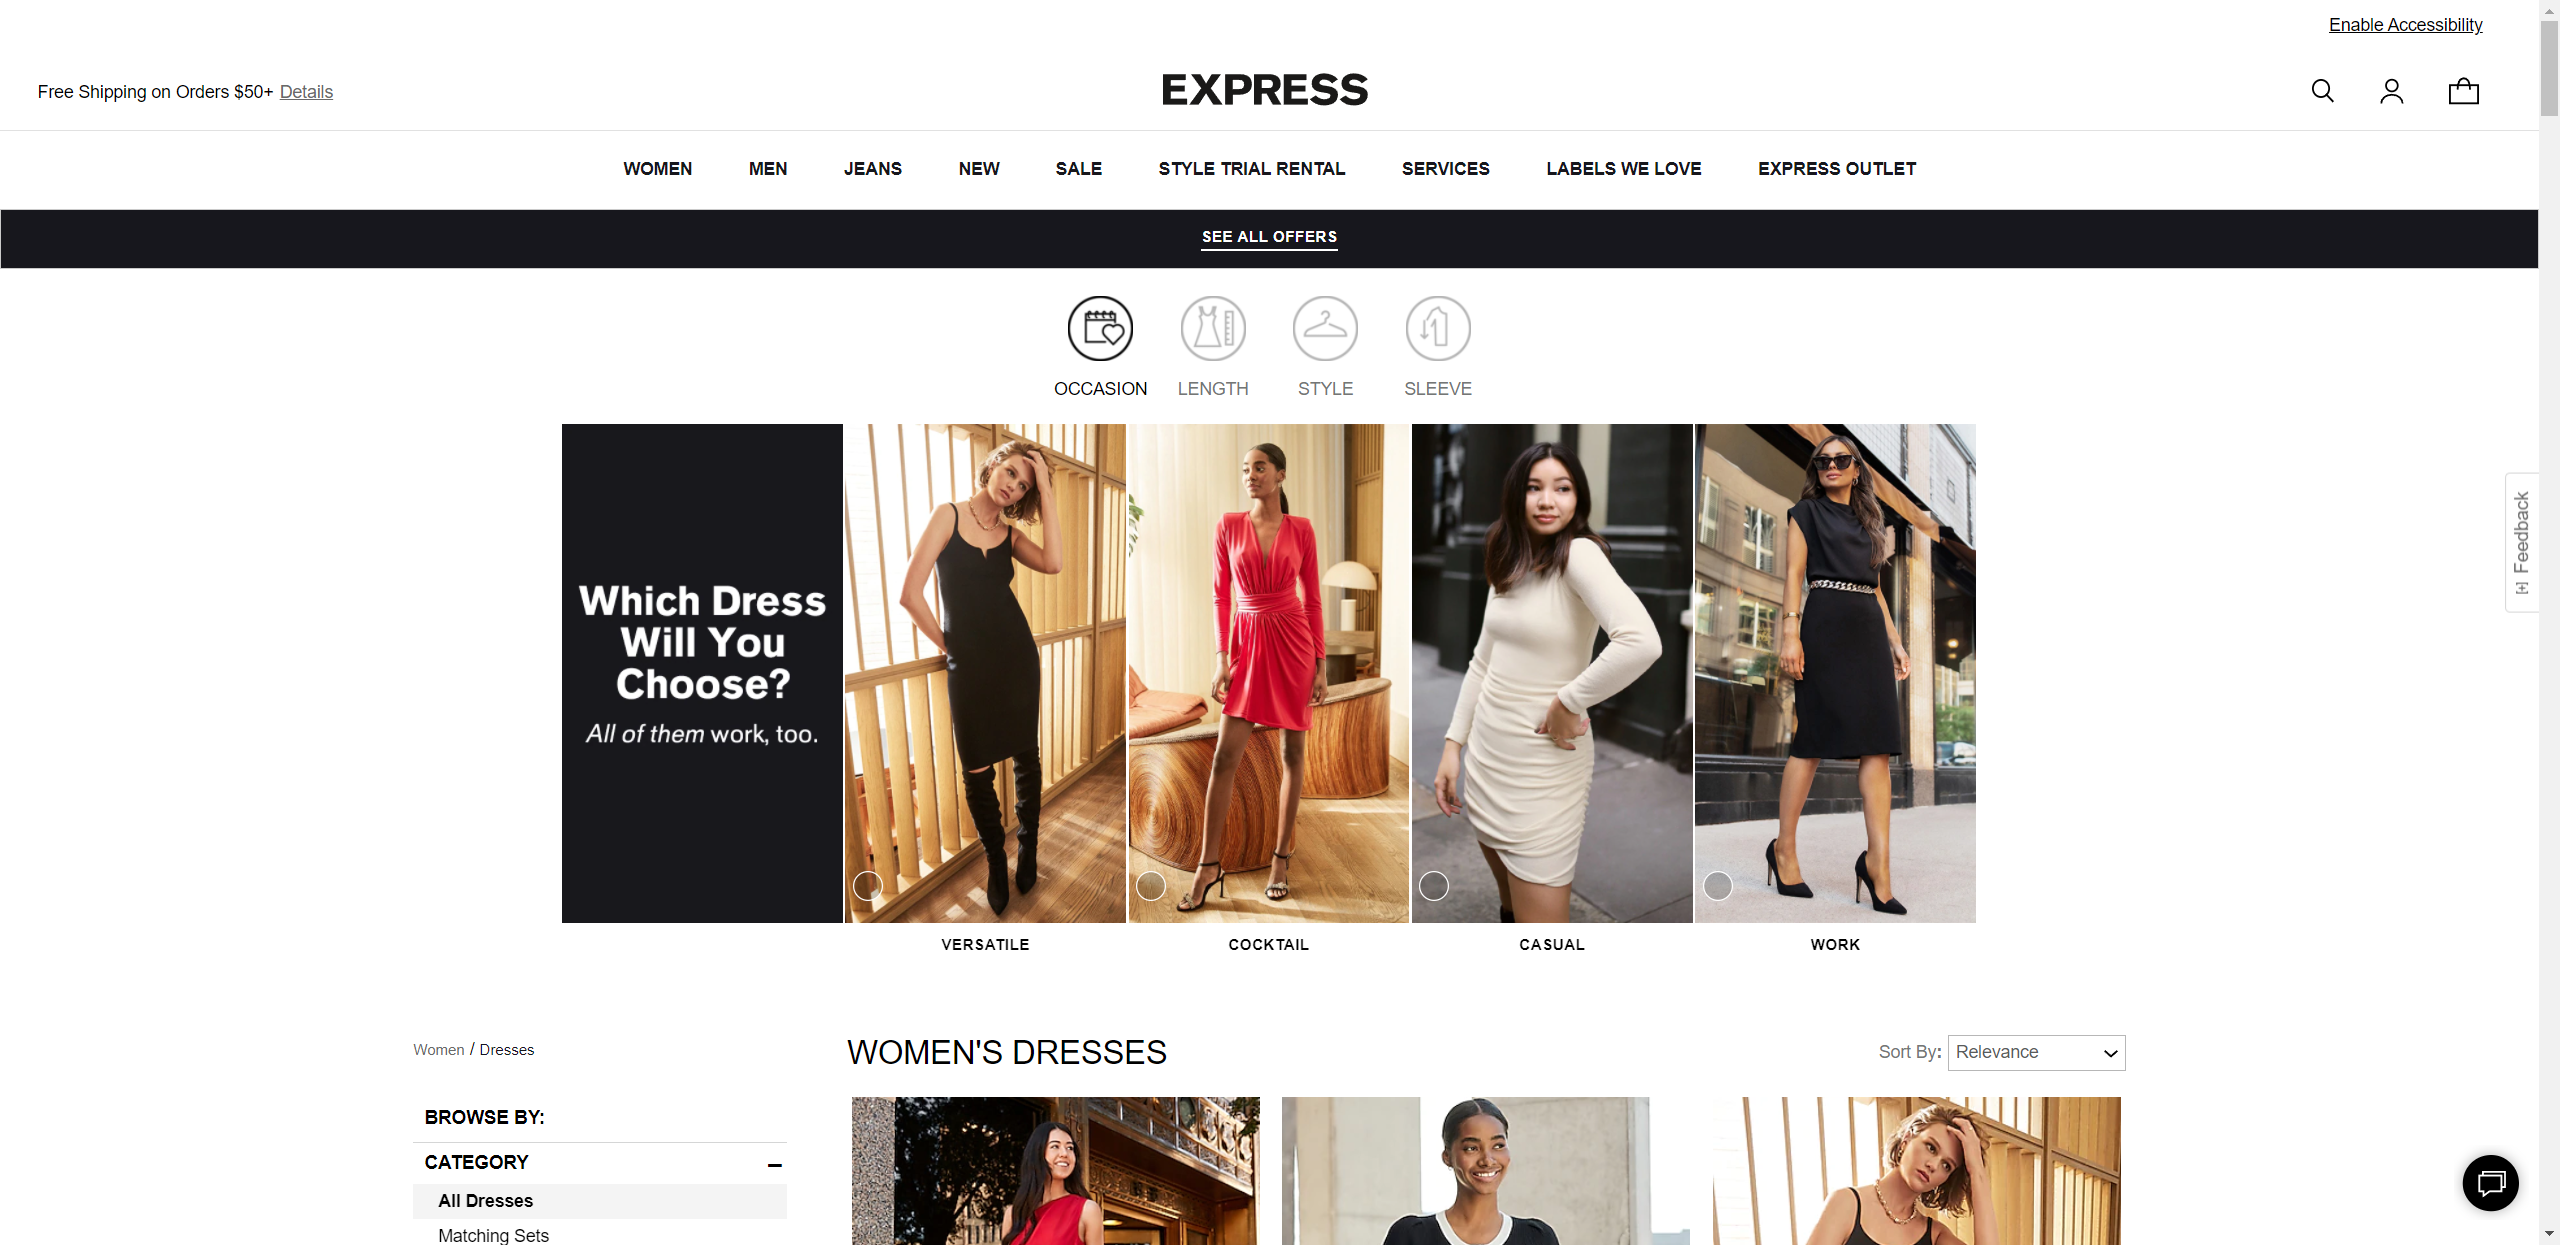 Enable Accessibility
Free Shipping on Orders $50+ Details
EXPRESS
WOMEN MEN JEANS NEW SALE STYLE TRIAL RENTAL SERVICES LABELS WE LOVE EXPRESS OUTLET
SEE ALL OFFERS
1
OCCASION LENGTH STYLE SLEEVE
Which Dress
Will You
Choose?
All of them work, too.
VERSATILE COCKTAIL CASUAL WORK
[+] Feedback
Women / Dresses
WOMEN'S DRESSES
Sort By: Relevance
BROWSE BY:
CATEGORY
All Dresses
Matching Sets